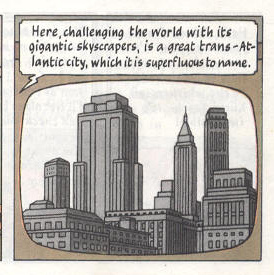 Here, challenging the world with its
gigantic skyscrapers, is a great trans-At-
lantic city, which it is superfluous to name.